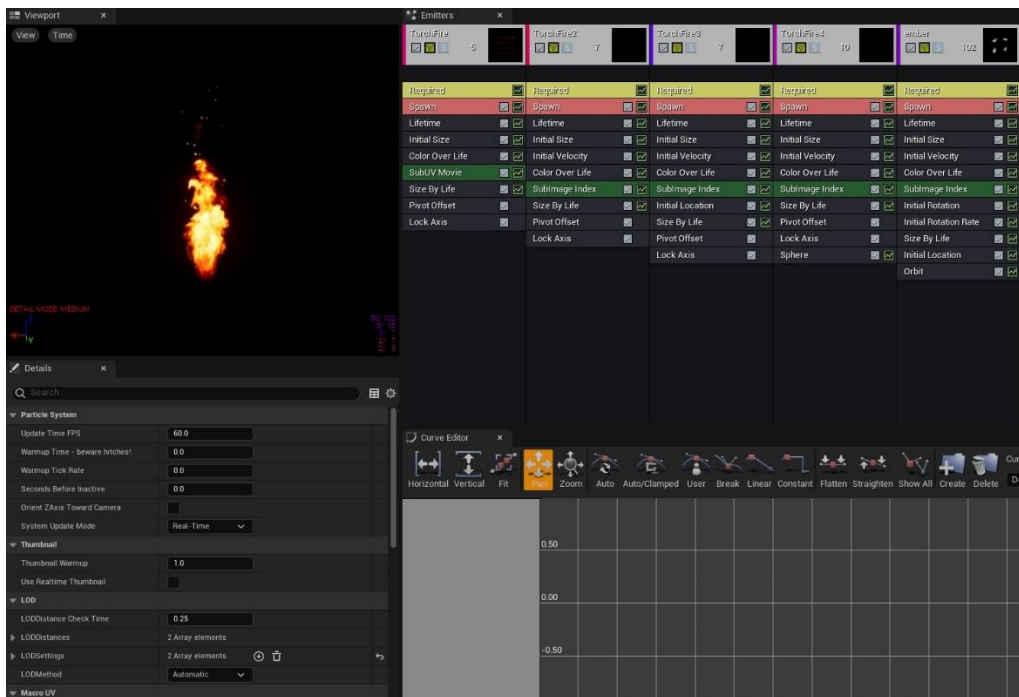 Viewport
View Time
DETAIL MODE: MEDIUM
Y
Emitters
TorchFire
5
TorchFire2
7
TorchFire3
7
TorchFire4
10
ember
102
Required Required Required Required Required
Spawn Spawn Spawn Spawn Spawn
Lifetime Lifetime Lifetime Lifetime Lifetime
Initial Size Initial Size Initial Size Initial Size Initial Size
Color Over Life Initial Velocity Initial Velocity Initial Velocity Initial Velocity
SubUV Movie Color Over Life Color Over Life Color Over Life Color Over Life
Size By Life SubImage Index SubImage Index SubImage Index SubImage Index
Pivot Offset Size By Life Initial Location Size By Life Initial Rotation
Lock Axis Pivot Offset Size By Life Pivot Offset Initial Rotation Rate
Lock Axis Pivot Offset Lock Axis Size By Life
Lock Axis Sphere Initial Location
Orbit
Details
Search
Particle System
Update Time FPS 60.0
Warmup Time - beware hitches! 0.0
Warmup Tick Rate 0.0
Seconds Before Inactive 0.0
Orient ZAxis Toward Camera
System Update Mode Real-Time
Thumbnail
Thumbnail Warmup 1.0
Use Realtime Thumbnail
LOD
LODDistance Check Time 0.25
LODDistances 2 Array elements
LODSettings 2 Array elements
LODMethod Automatic
Macro UV
Curve Editor
Horizontal Vertical Fit Pan Zoom Auto Auto/Clamped User Break Linear Constant Flatten Straighten Show All Create Delete
0.50
0.00
-0.50